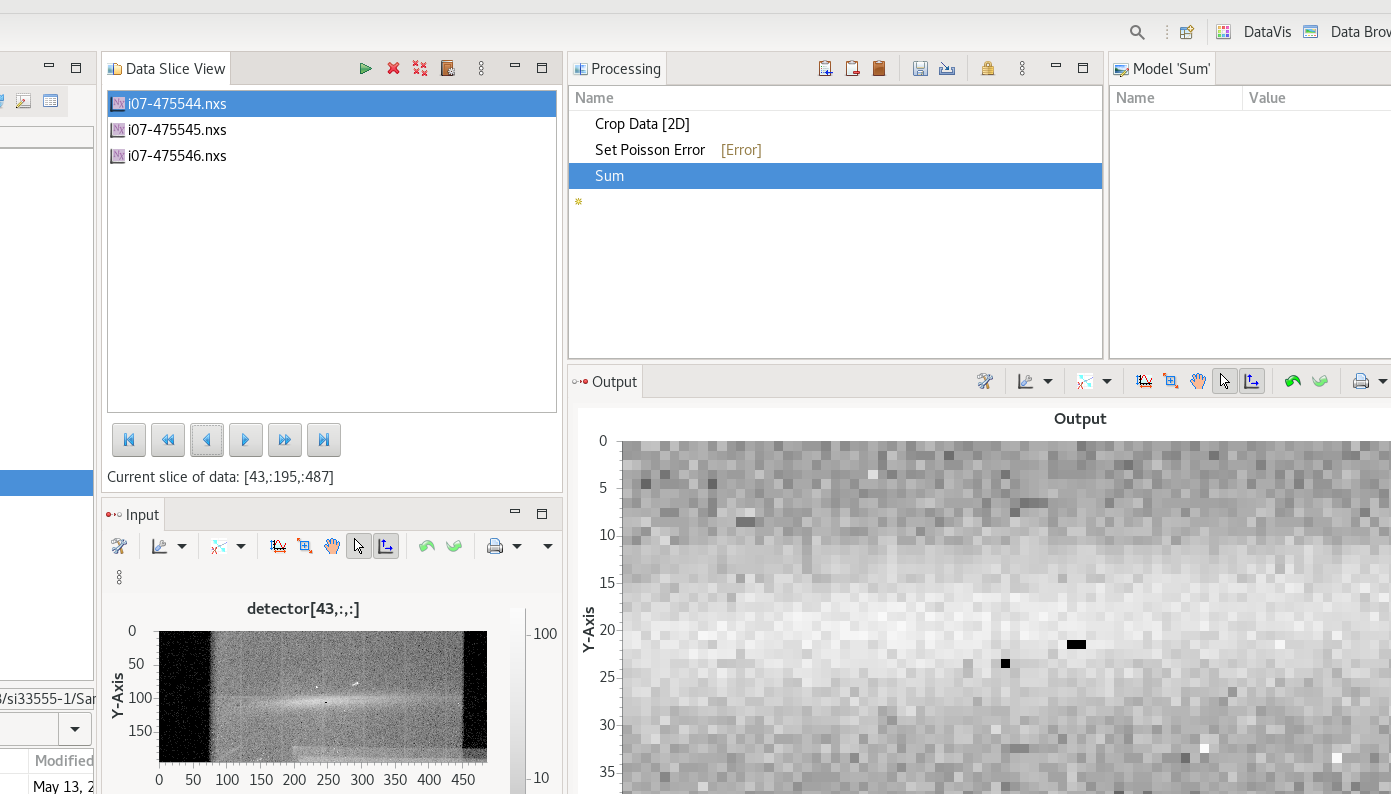 DataVis
Data Brow
Data Slice View
i07-475544.nxs
i07-475545.nxs
i07-475546.nxs
Current slice of data: [43,:195,:487]
Processing
Name
Crop Data [2D]
Set Poisson Error [Error]
Sum
Model 'Sum'
Name Value
Input
detector[43,:,:]
Y-Axis
0
50
100
150
0 50 100 150 200 250 300 350 400 450
100
10
Output
Output
Y-Axis
0
5
10
15
20
25
30
35
/si33555-1/Sar
Modified
May 13, 2